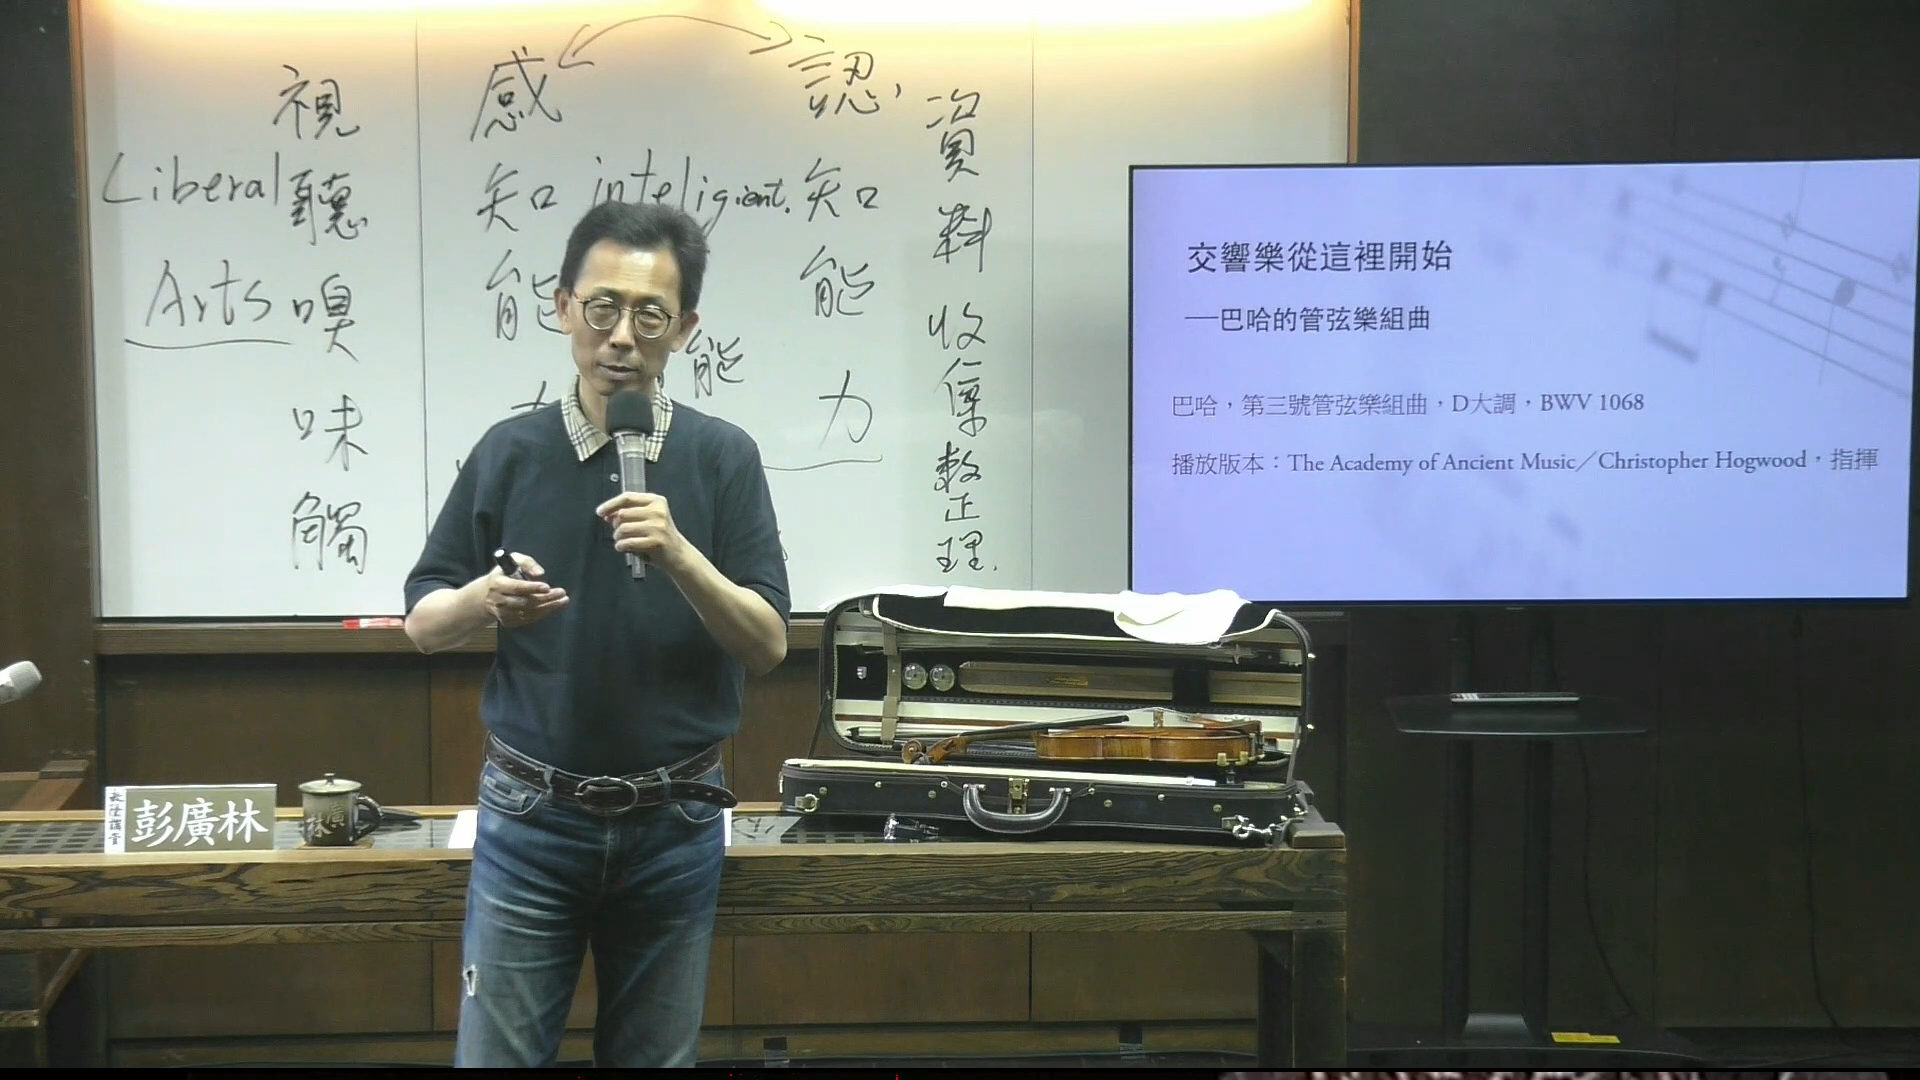 視
聽
嗅
味
觸
Liberal
Arts
感
知
能
力
inteligient.
能
認
知
能
力
資料收集整理.
交響樂從這裡開始
──巴哈的管弦樂組曲
巴哈，第三號管弦樂組曲，D大調，BWV 1068
播放版本：The Academy of Ancient Music／Christopher Hogwood，指揮
彭廣林